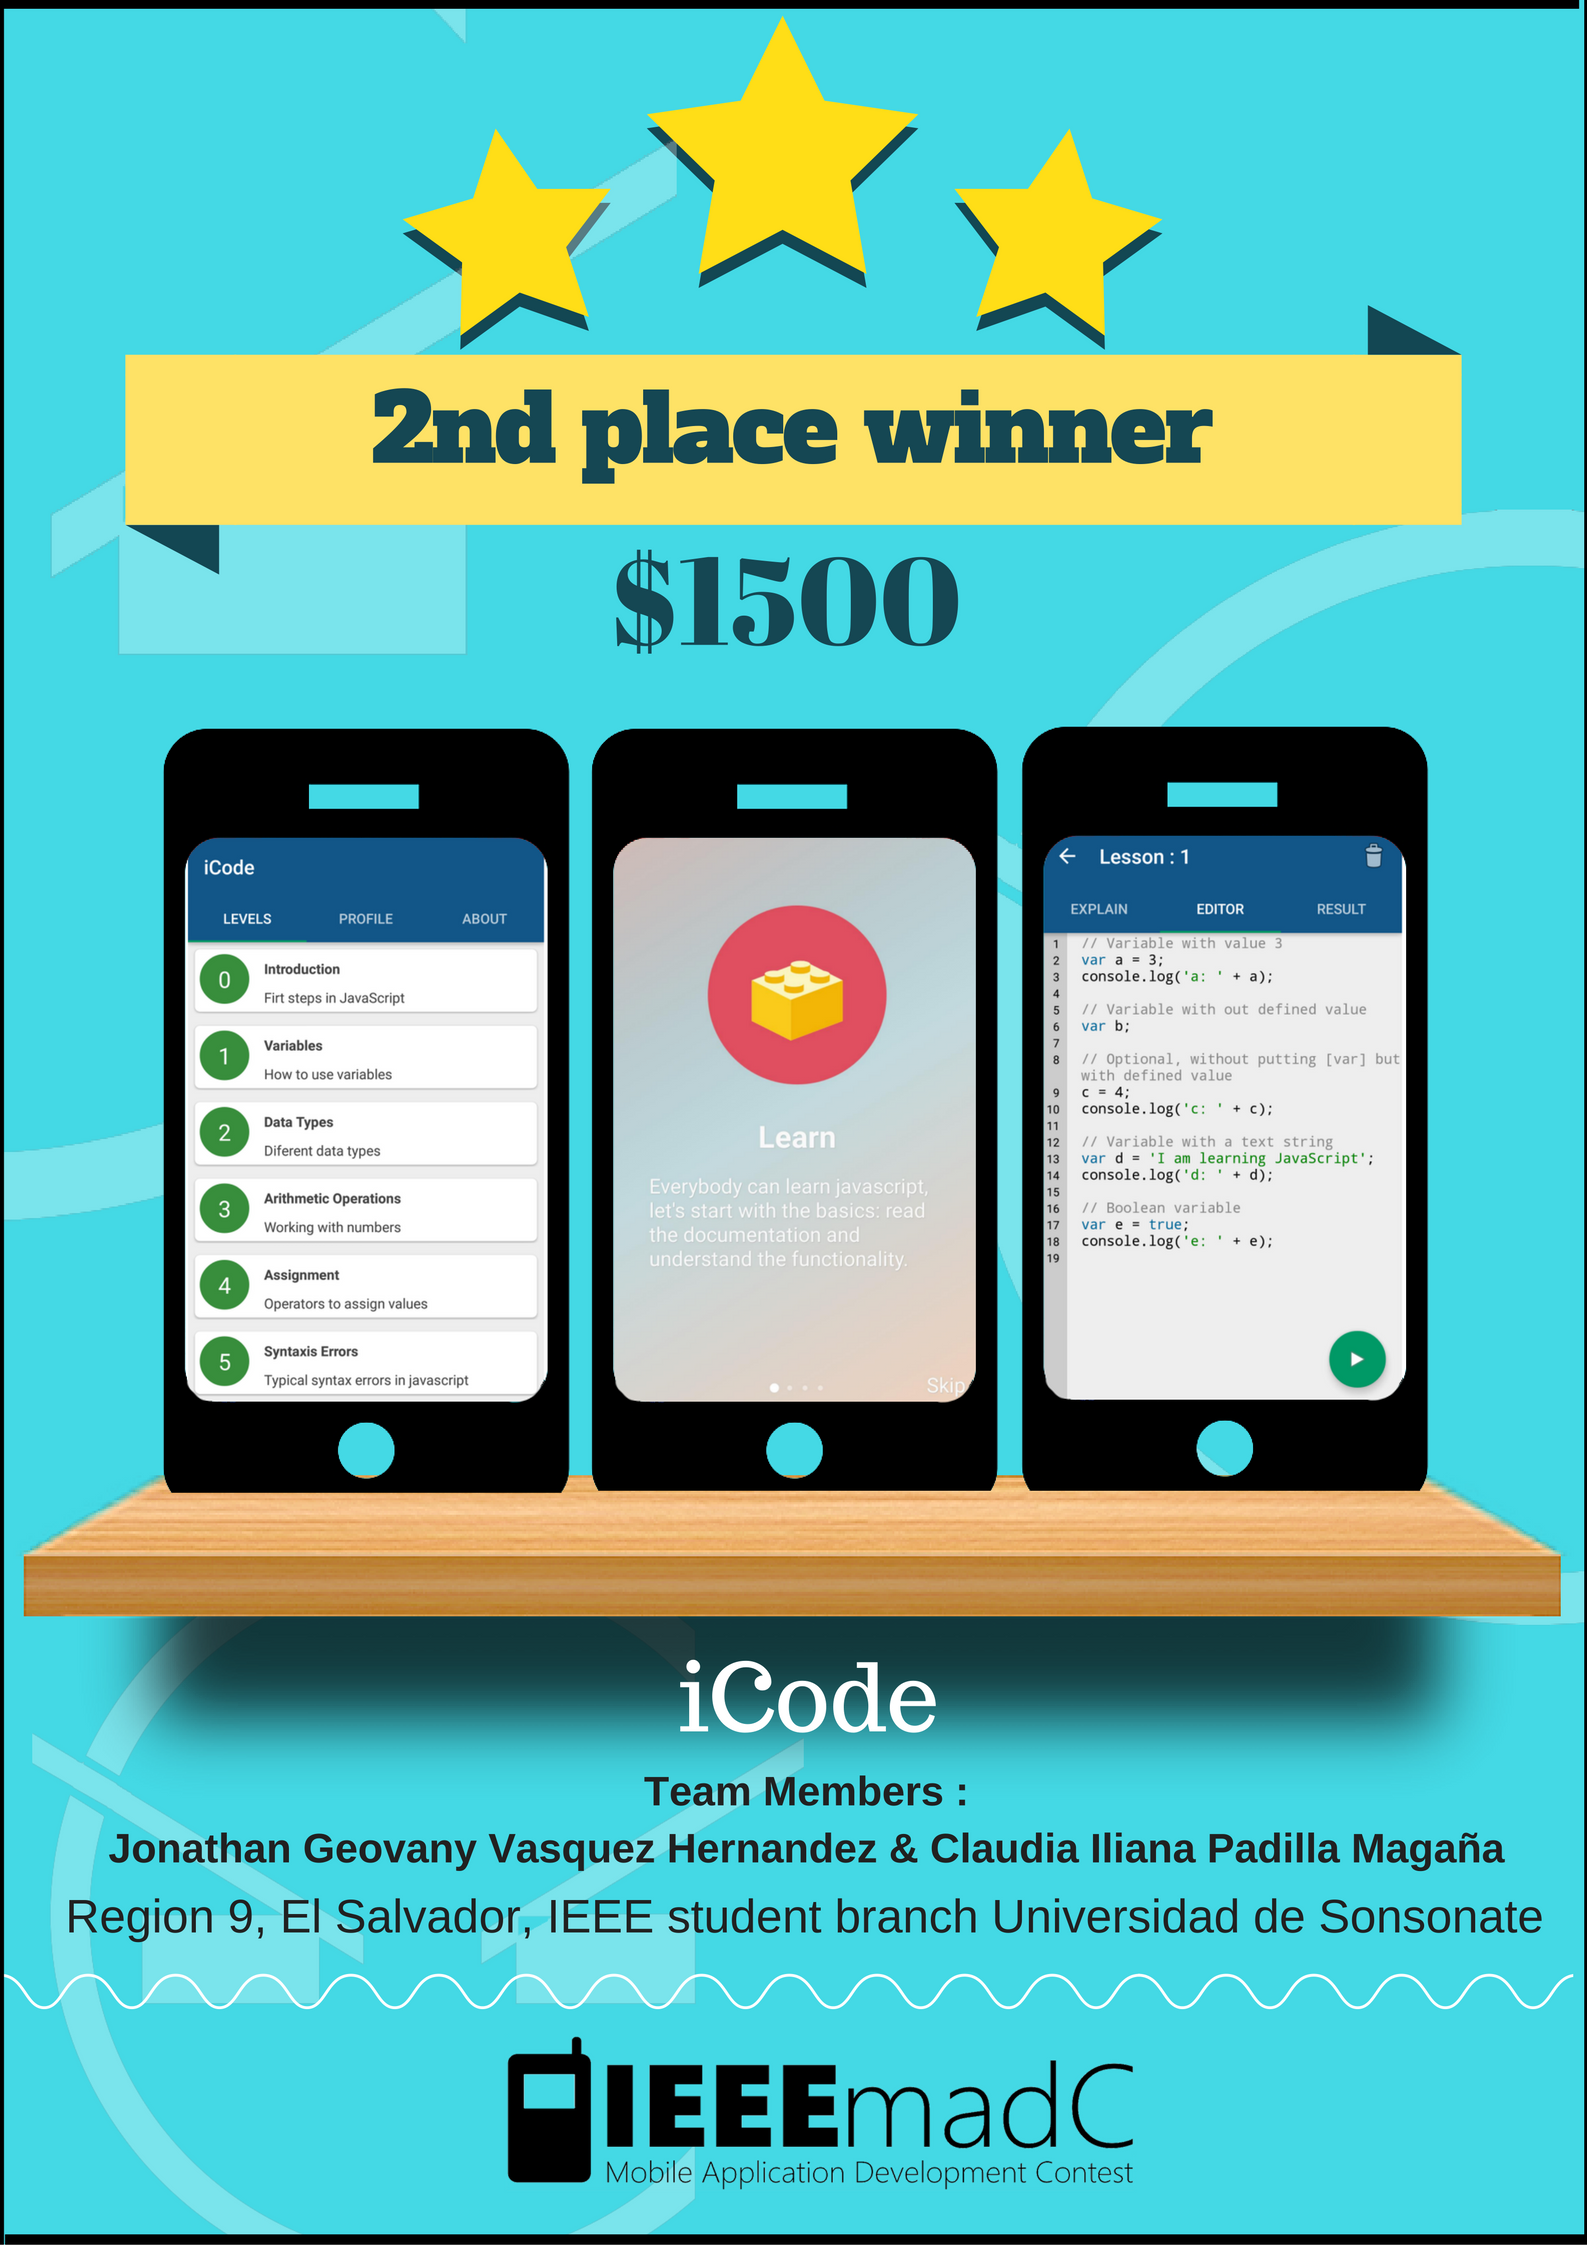 2nd place winner
$1500
iCode
LEVELS PROFILE ABOUT
0 Introduction
Firt steps in JavaScript
1 Variables
How to use variables
2 Data Types
Diferent data types
3 Arithmetic Operations
Working with numbers
4 Assignment
Operators to assign values
5 Syntaxis Errors
Typical syntax errors in javascript
Learn
Everybody can learn javascript,
let's start with the basics: read
the documentation and
understand the functionality.
Skip
Lesson : 1
EXPLAIN EDITOR RESULT
1 // Variable with value 3
2 var a = 3;
3 console.log('a: ' + a);
4
5 // Variable with out defined value
6 var b;
7
8 // Optional, without putting [var] but
with defined value
9 c = 4;
10 console.log('c: ' + c);
11
12 // Variable with a text string
13 var d = 'I am learning JavaScript';
14 console.log('d: ' + d);
15
16 // Boolean variable
17 var e = true;
18 console.log('e: ' + e);
19
iCode
Team Members :
Jonathan Geovany Vasquez Hernandez & Claudia Iliana Padilla Magaña
Region 9, El Salvador, IEEE student branch Universidad de Sonsonate
IEEEmadC
Mobile Application Development Contest